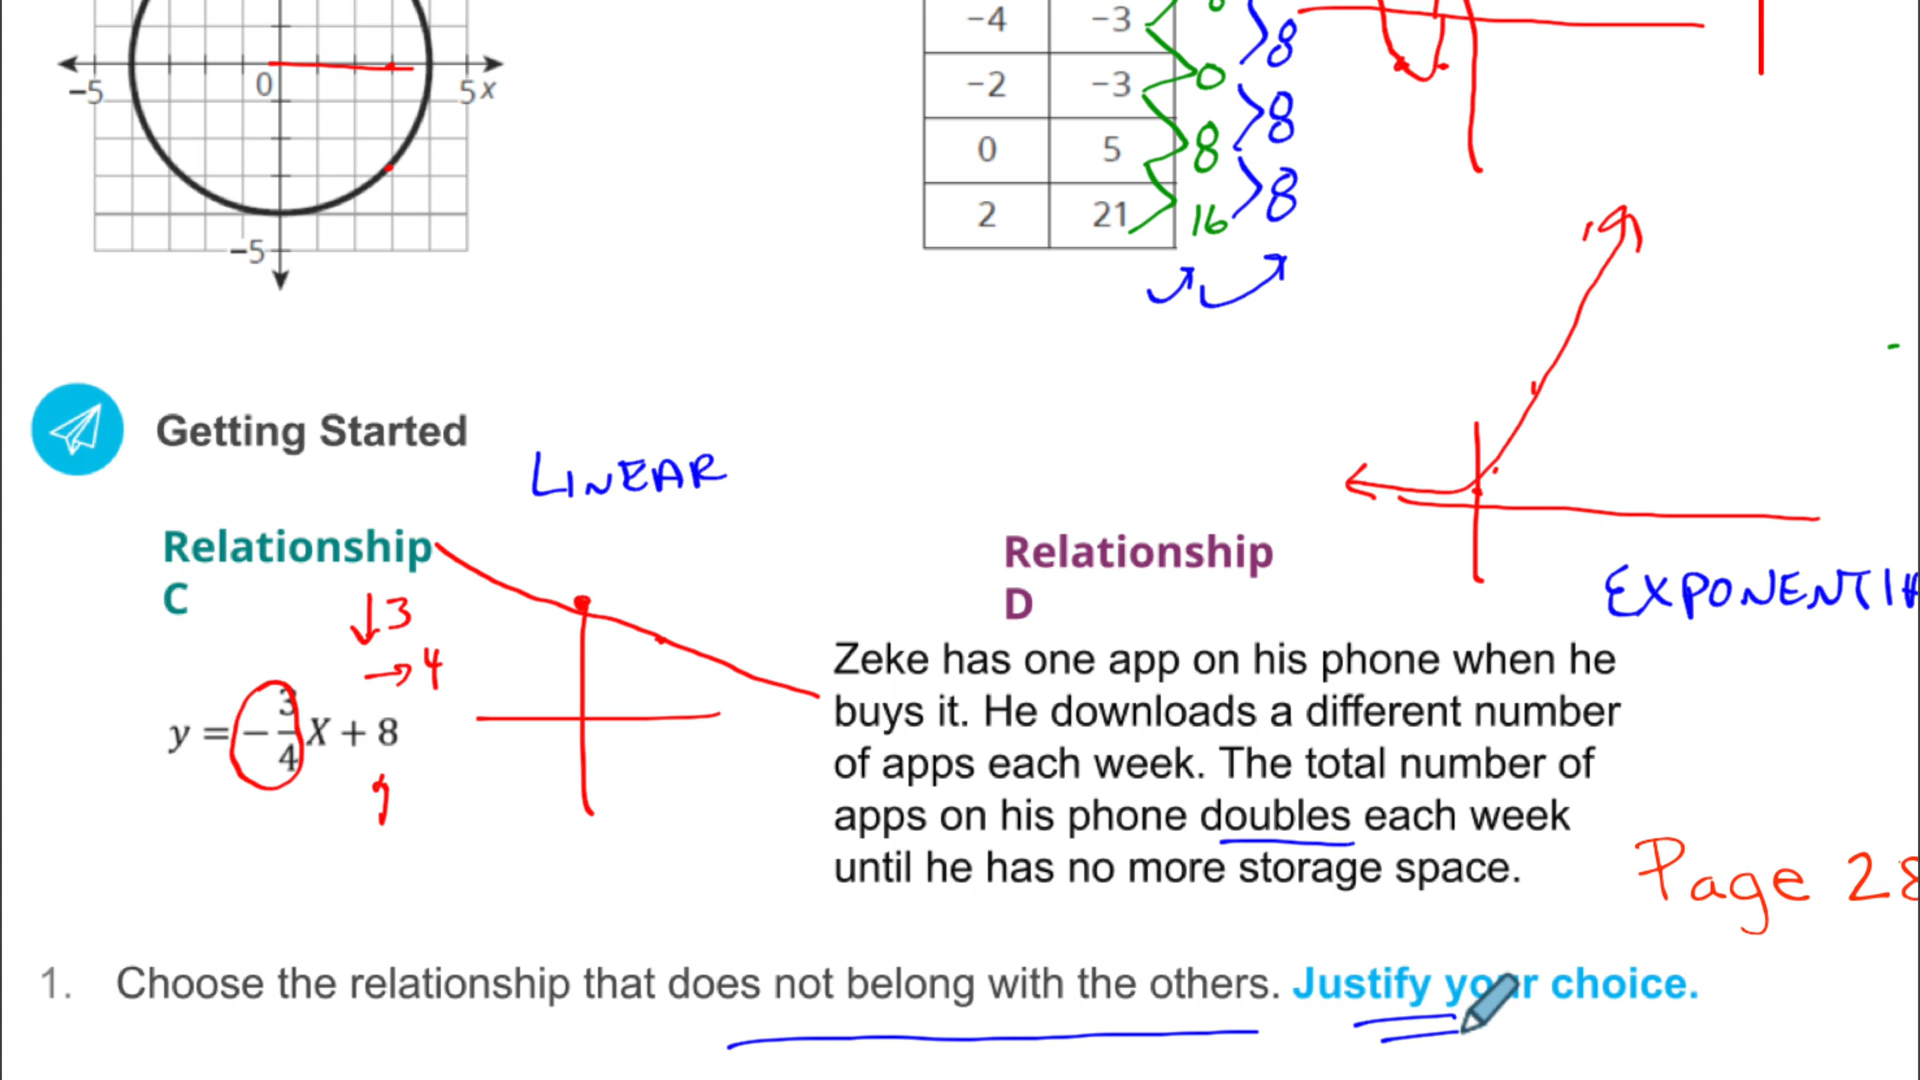 -4 -3
8
-2 -3 0
8
0 5 8
8
2 21 16
-5 0 5 x
-5
Getting Started
LINEAR
Relationship
C
↓3
→4
y = -3/4 X + 8
Relationship
D
Zeke has one app on his phone when he
buys it. He downloads a different number
of apps each week. The total number of
apps on his phone doubles each week
until he has no more storage space.
Page 28
1. Choose the relationship that does not belong with the others. Justify your choice.